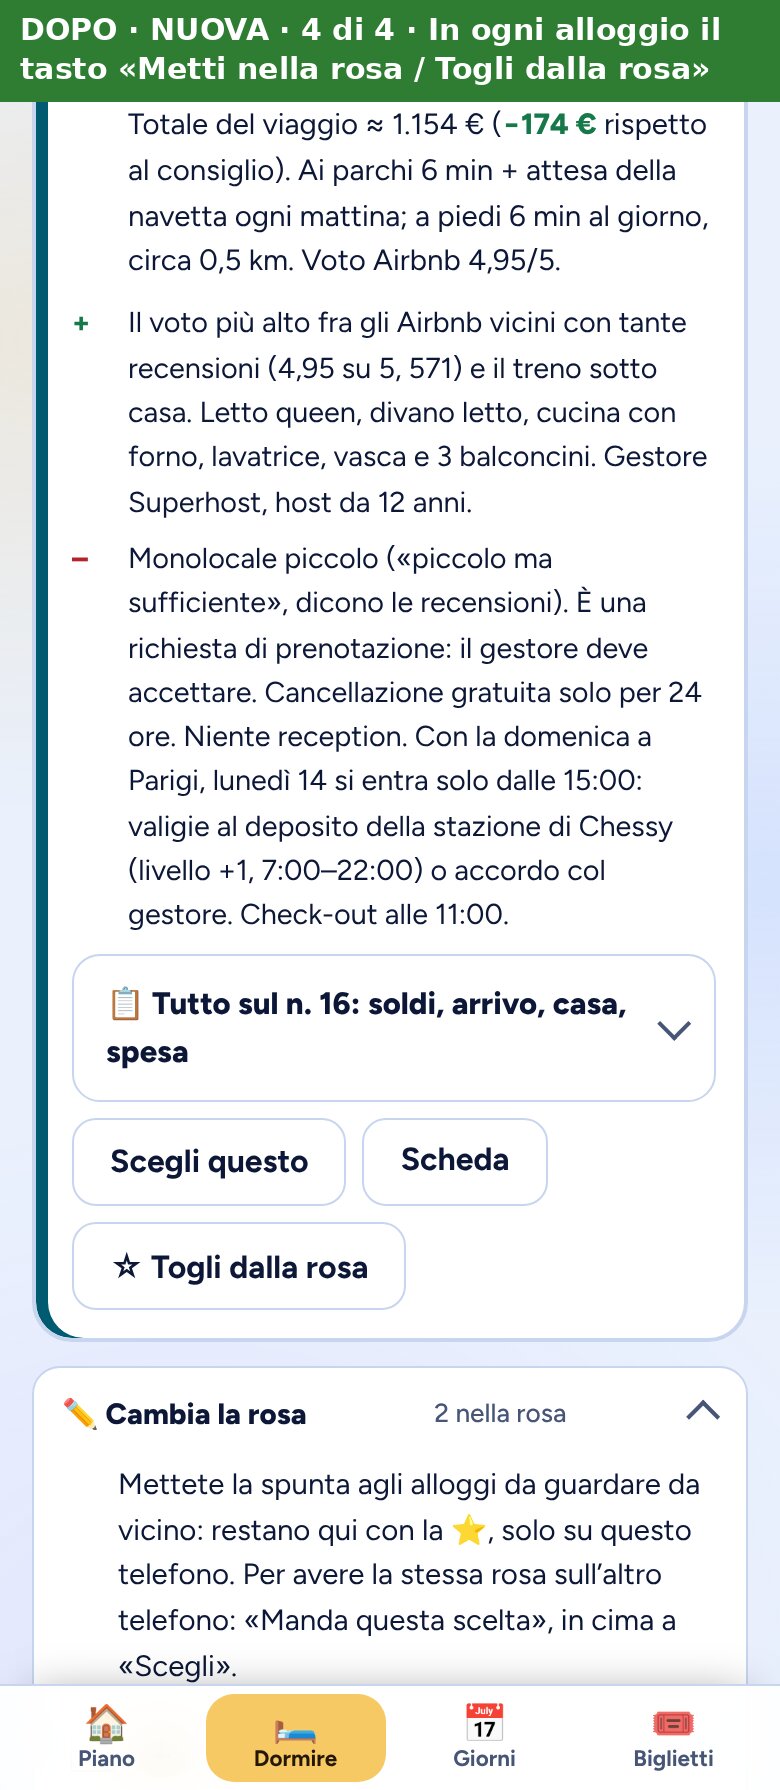 DOPO · NUOVA · 4 di 4 · In ogni alloggio il
tasto «Metti nella rosa / Togli dalla rosa»
Totale del viaggio ≈ 1.154 € (−174 € rispetto
al consiglio). Ai parchi 6 min + attesa della
navetta ogni mattina; a piedi 6 min al giorno,
circa 0,5 km. Voto Airbnb 4,95/5.
+ Il voto più alto fra gli Airbnb vicini con tante
recensioni (4,95 su 5, 571) e il treno sotto
casa. Letto queen, divano letto, cucina con
forno, lavatrice, vasca e 3 balconcini. Gestore
Superhost, host da 12 anni.
− Monolocale piccolo («piccolo ma
sufficiente», dicono le recensioni). È una
richiesta di prenotazione: il gestore deve
accettare. Cancellazione gratuita solo per 24
ore. Niente reception. Con la domenica a
Parigi, lunedì 14 si entra solo dalle 15:00:
valigie al deposito della stazione di Chessy
(livello +1, 7:00–22:00) o accordo col
gestore. Check-out alle 11:00.
📋 Tutto sul n. 16: soldi, arrivo, casa,
spesa
Scegli questo
Scheda
☆ Togli dalla rosa
✏️ Cambia la rosa
2 nella rosa
Mettete la spunta agli alloggi da guardare da
vicino: restano qui con la ⭐, solo su questo
telefono. Per avere la stessa rosa sull’altro
telefono: «Manda questa scelta», in cima a
«Scegli».
July
17
Piano
Dormire
Giorni
Biglietti